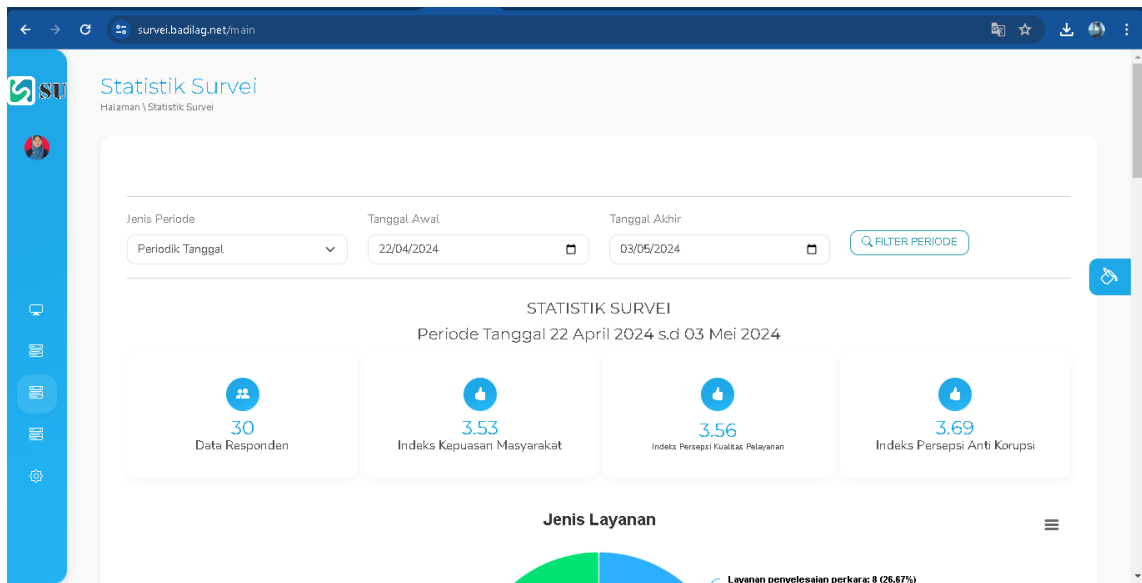 survei.badilag.net/main
SU
Statistik Survei
Halaman \ Statistik Survei
Jenis Periode
Tanggal Awal
Tanggal Akhir
Periodik Tanggal
22/04/2024
03/05/2024
FILTER PERIODE
STATISTIK SURVEI
Periode Tanggal 22 April 2024 s.d 03 Mei 2024
30
Data Responden
3.53
Indeks Kepuasan Masyarakat
3.56
Indeks Persepsi Kualitas Pelayanan
3.69
Indeks Persepsi Anti Korupsi
Jenis Layanan
Layanan penyelesaian perkara: 8 (26.67%)